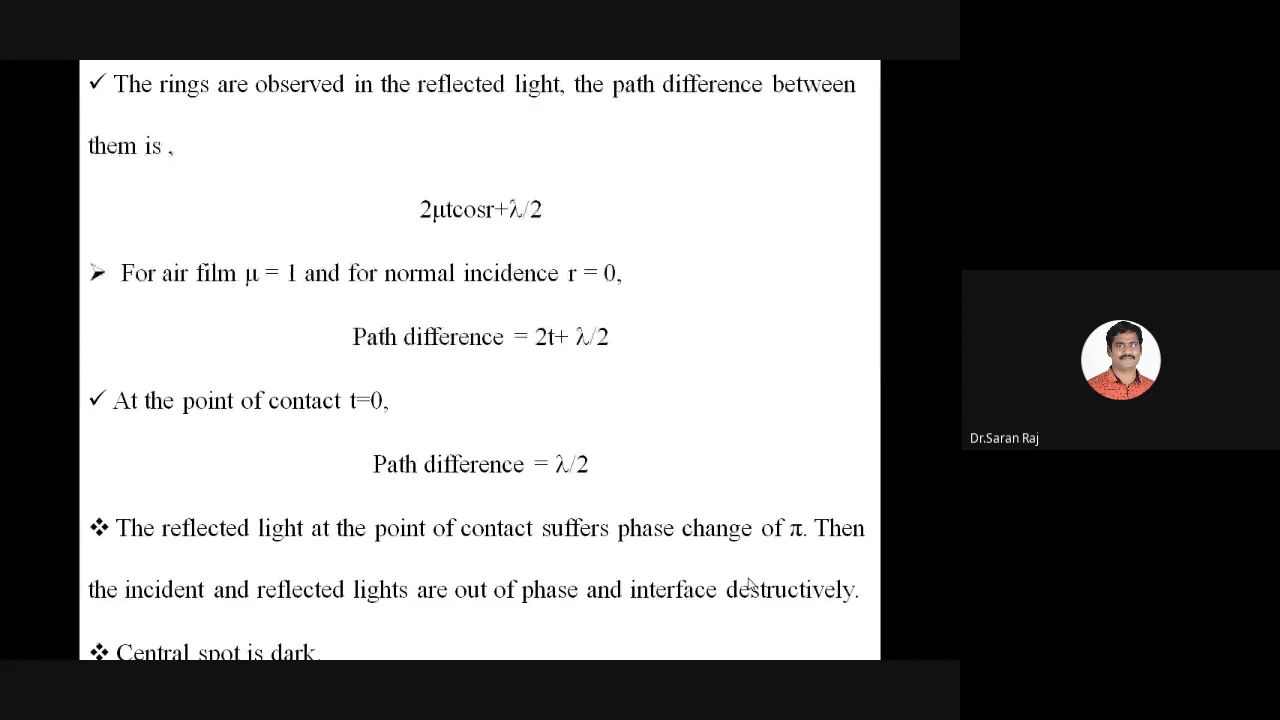 ✓ The rings are observed in the reflected light, the path difference between
them is ,
2μtcosr+λ/2
➢ For air film μ = 1 and for normal incidence r = 0,
Path difference = 2t+ λ/2
✓ At the point of contact t=0,
Path difference = λ/2
❖ The reflected light at the point of contact suffers phase change of π. Then
the incident and reflected lights are out of phase and interface destructively.
❖ Central spot is dark.
Dr.Saran Raj